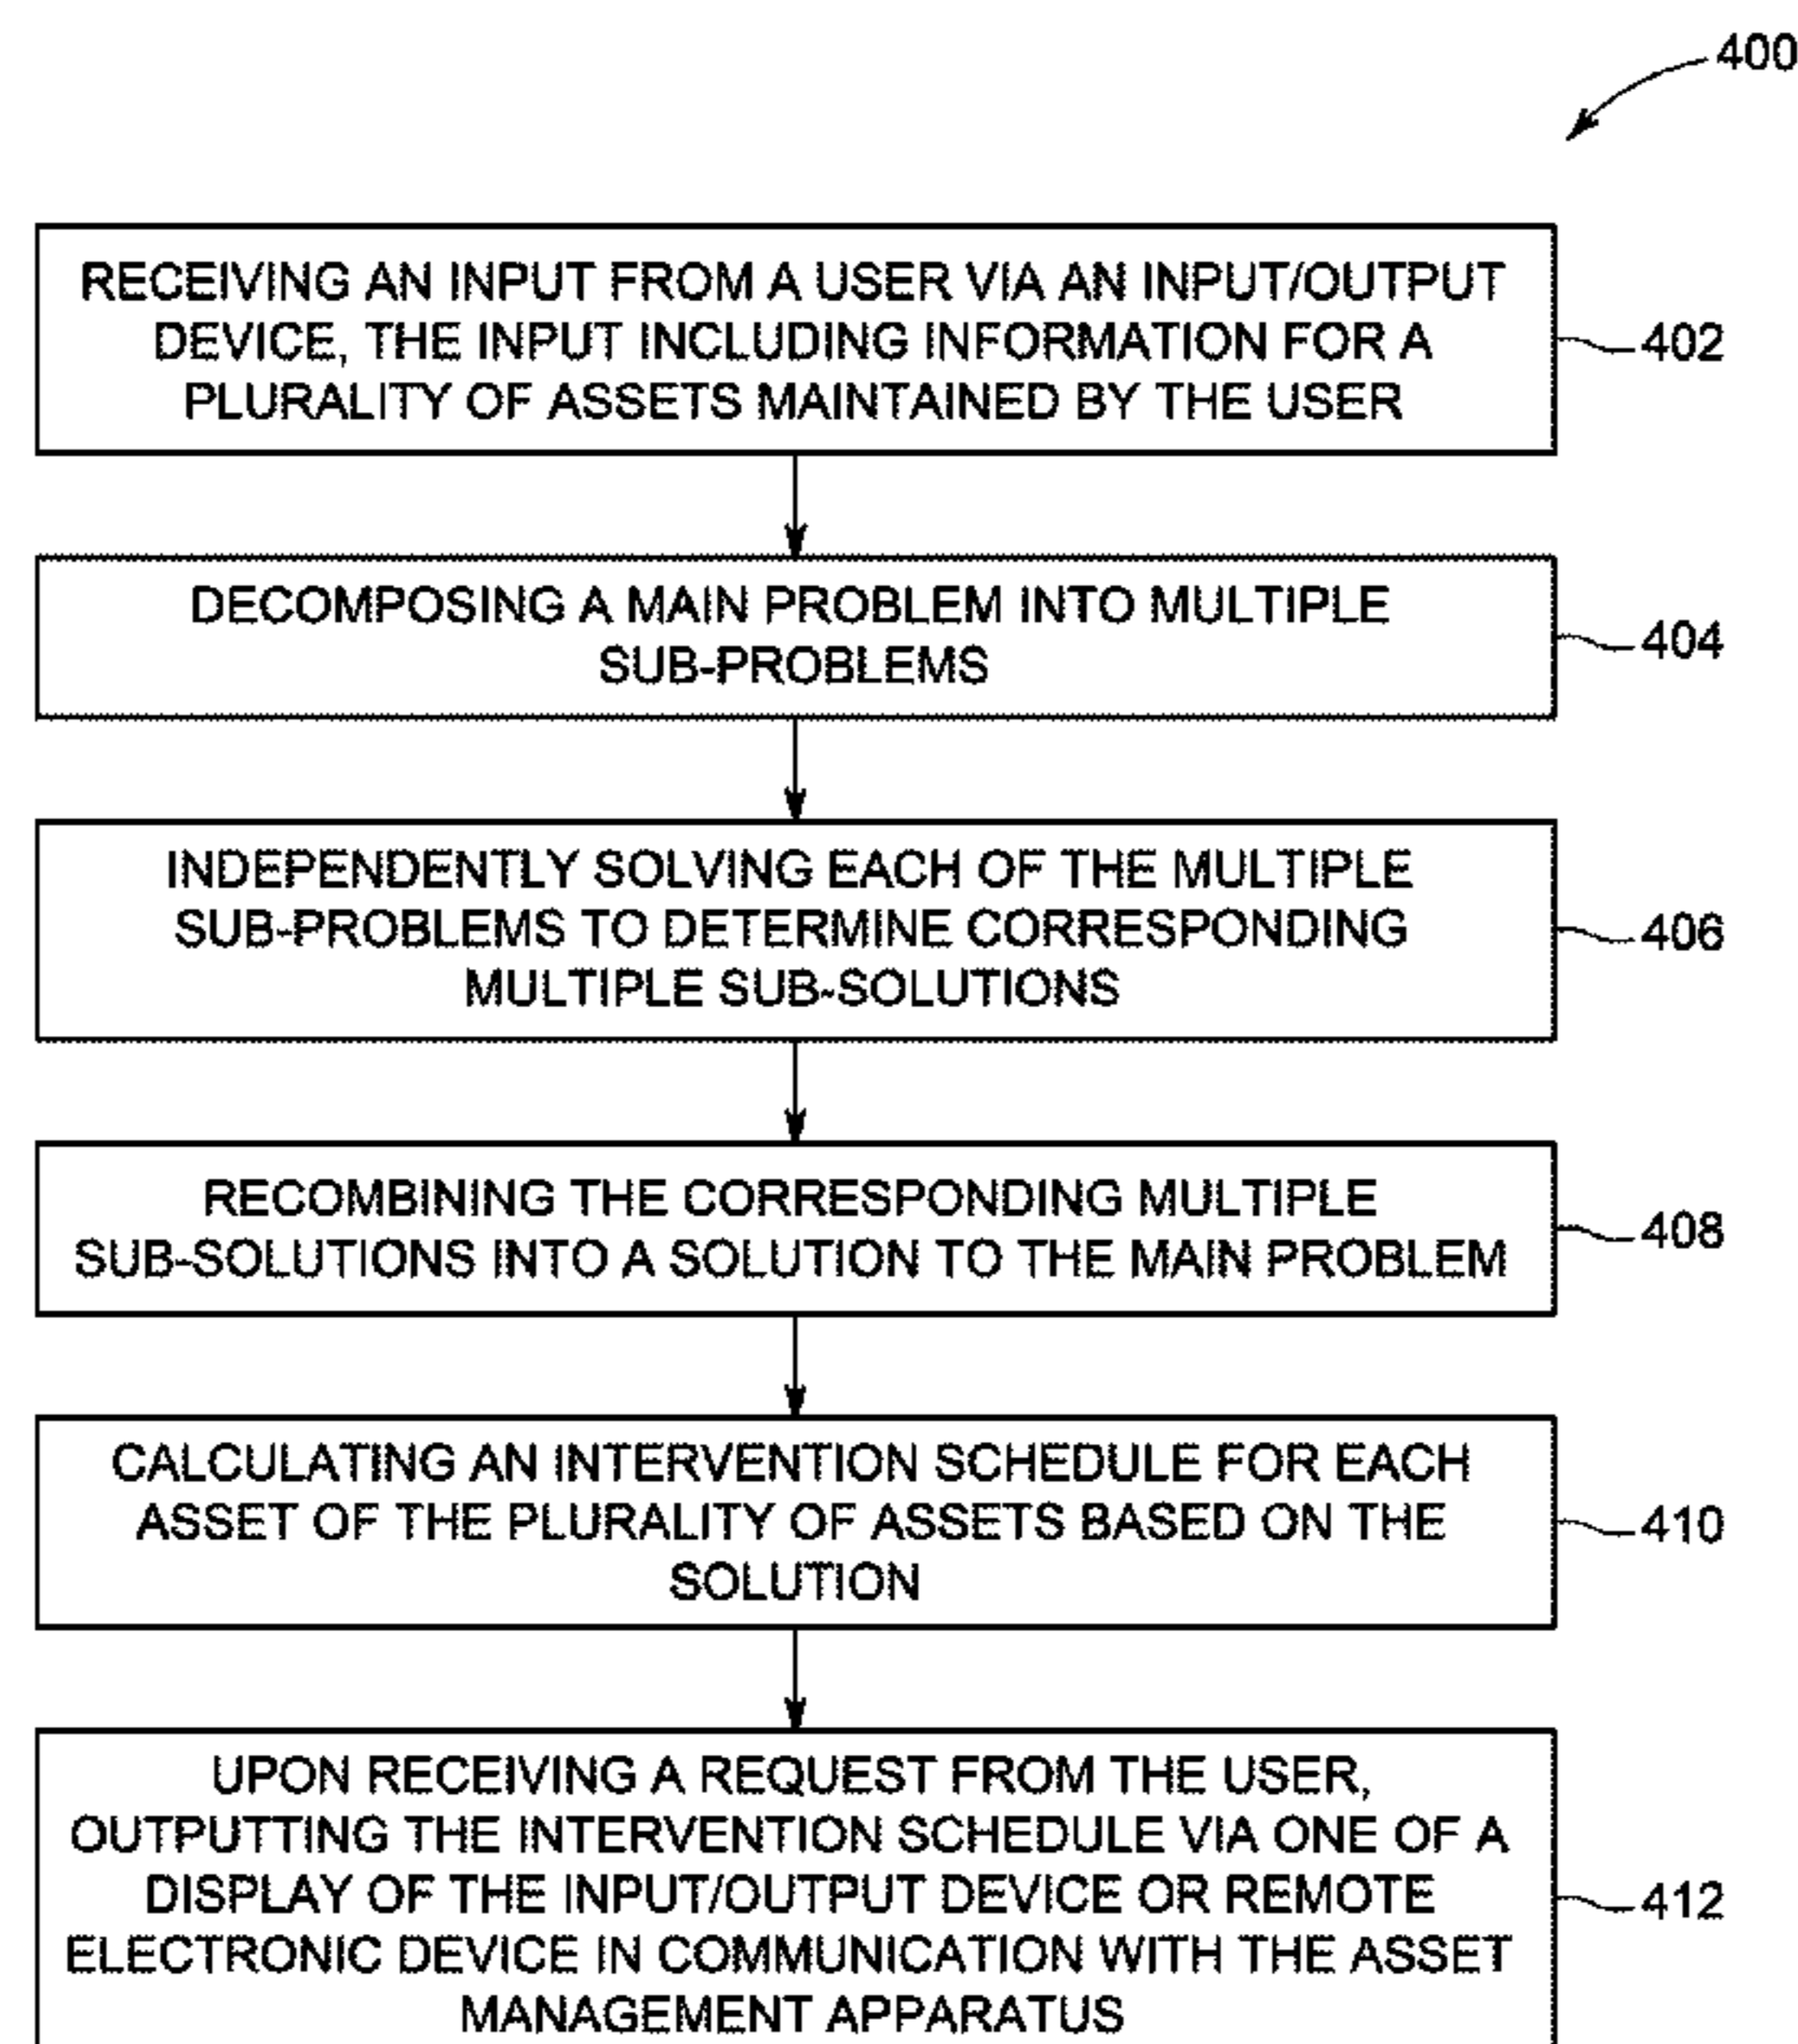 400
RECEIVING AN INPUT FROM A USER VIA AN INPUT/OUTPUT
DEVICE, THE INPUT INCLUDING INFORMATION FOR A
PLURALITY OF ASSETS MAINTAINED BY THE USER
402
DECOMPOSING A MAIN PROBLEM INTO MULTIPLE
SUB-PROBLEMS
404
INDEPENDENTLY SOLVING EACH OF THE MULTIPLE
SUB-PROBLEMS TO DETERMINE CORRESPONDING
MULTIPLE SUB-SOLUTIONS
406
RECOMBINING THE CORRESPONDING MULTIPLE
SUB-SOLUTIONS INTO A SOLUTION TO THE MAIN PROBLEM
408
CALCULATING AN INTERVENTION SCHEDULE FOR EACH
ASSET OF THE PLURALITY OF ASSETS BASED ON THE
SOLUTION
410
UPON RECEIVING A REQUEST FROM THE USER,
OUTPUTTING THE INTERVENTION SCHEDULE VIA ONE OF A
DISPLAY OF THE INPUT/OUTPUT DEVICE OR REMOTE
ELECTRONIC DEVICE IN COMMUNICATION WITH THE ASSET
MANAGEMENT APPARATUS
412